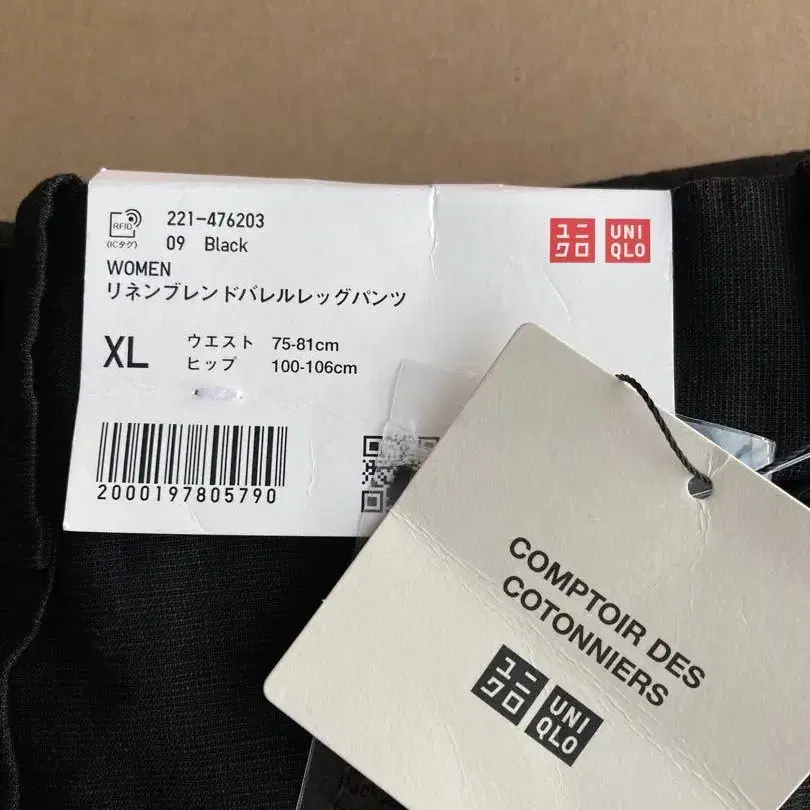 RFID
(ICタグ)
221-476203
09 Black
WOMEN
リネンブレンドバレルレッグパンツ
XL
ウエスト 75-81cm
ヒップ 100-106cm
2000197805790
ユニ
クロ
UNI
QLO
COMPTOIR DES
COTONNIERS
ユニ
クロ
UNI
QLO